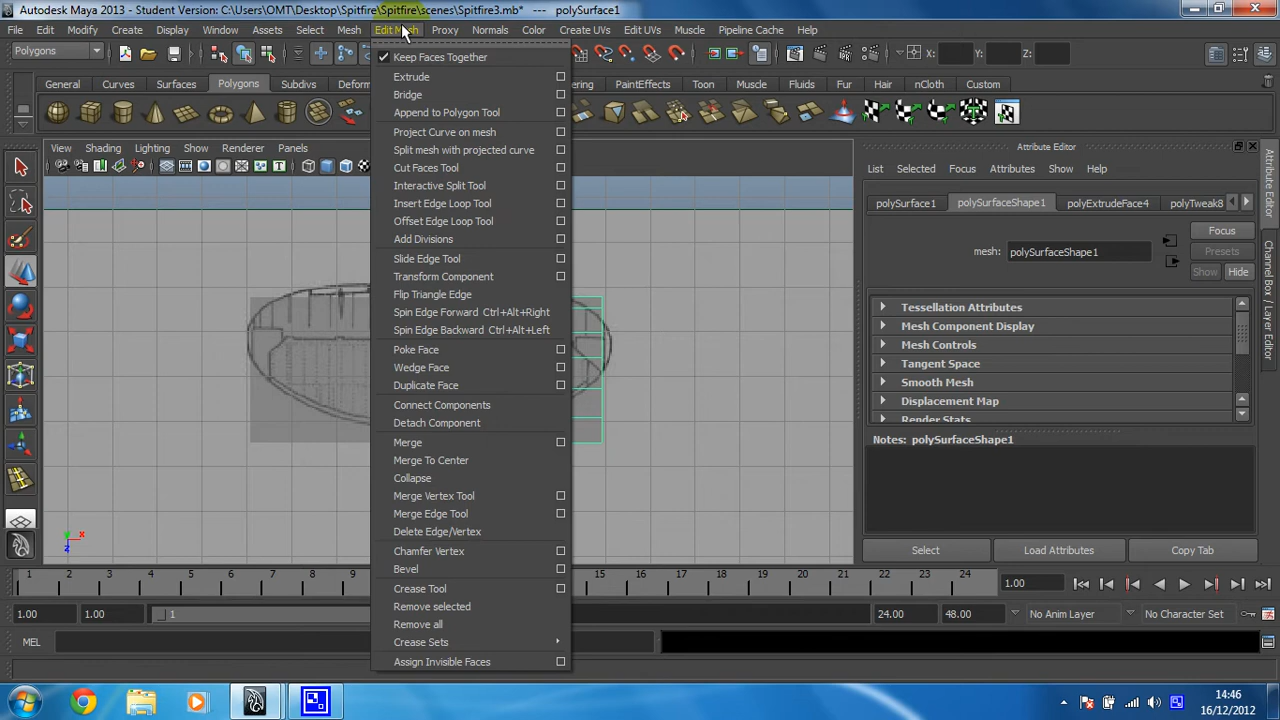 Autodesk Maya 2013 - Student Version: C:\Users\OMT\Desktop\Spitfire\Spitfire\scenes\Spitfire3.mb* --- polySurface1
File Edit Modify Create Display Window Assets Select Mesh Edit Mesh Proxy Normals Color Create UVs Edit UVs Muscle Pipeline Cache Help
Polygons X: Y: Z:
General Curves Surfaces Polygons Subdivs Deform ering PaintEffects Toon Muscle Fluids Fur Hair nCloth Custom
View Shading Lighting Show Renderer Panels
Keep Faces Together
Extrude
Bridge
Append to Polygon Tool
Project Curve on mesh
Split mesh with projected curve
Cut Faces Tool
Interactive Split Tool
Insert Edge Loop Tool
Offset Edge Loop Tool
Add Divisions
Slide Edge Tool
Transform Component
Flip Triangle Edge
Spin Edge Forward Ctrl+Alt+Right
Spin Edge Backward Ctrl+Alt+Left
Poke Face
Wedge Face
Duplicate Face
Connect Components
Detach Component
Merge
Merge To Center
Collapse
Merge Vertex Tool
Merge Edge Tool
Delete Edge/Vertex
Chamfer Vertex
Bevel
Crease Tool
Remove selected
Remove all
Crease Sets
Assign Invisible Faces
Attribute Editor
List Selected Focus Attributes Show Help
polySurface1 polySurfaceShape1 polyExtrudeFace4 polyTweak8
Focus
mesh: polySurfaceShape1 Presets
Show Hide
Tessellation Attributes
Mesh Component Display
Mesh Controls
Tangent Space
Smooth Mesh
Displacement Map
Render Stats
Notes: polySurfaceShape1
Select Load Attributes Copy Tab
Attribute Editor
Channel Box / Layer Editor
y x
z
1 2 3 4 5 6 7 8 15 16 17 18 19 20 21 22 23 24 1.00
1.00 1.00 1 24.00 48.00 No Anim Layer No Character Set
MEL
14:46
16/12/2012